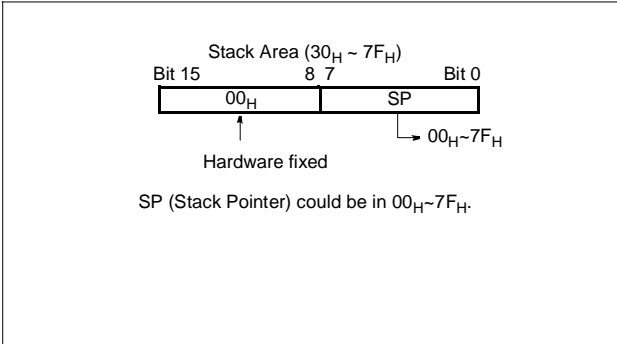 Stack Area (30H ~ 7FH)
Bit 15 8 7 Bit 0
00H SP
00H~7FH
Hardware fixed
SP (Stack Pointer) could be in 00H~7FH.